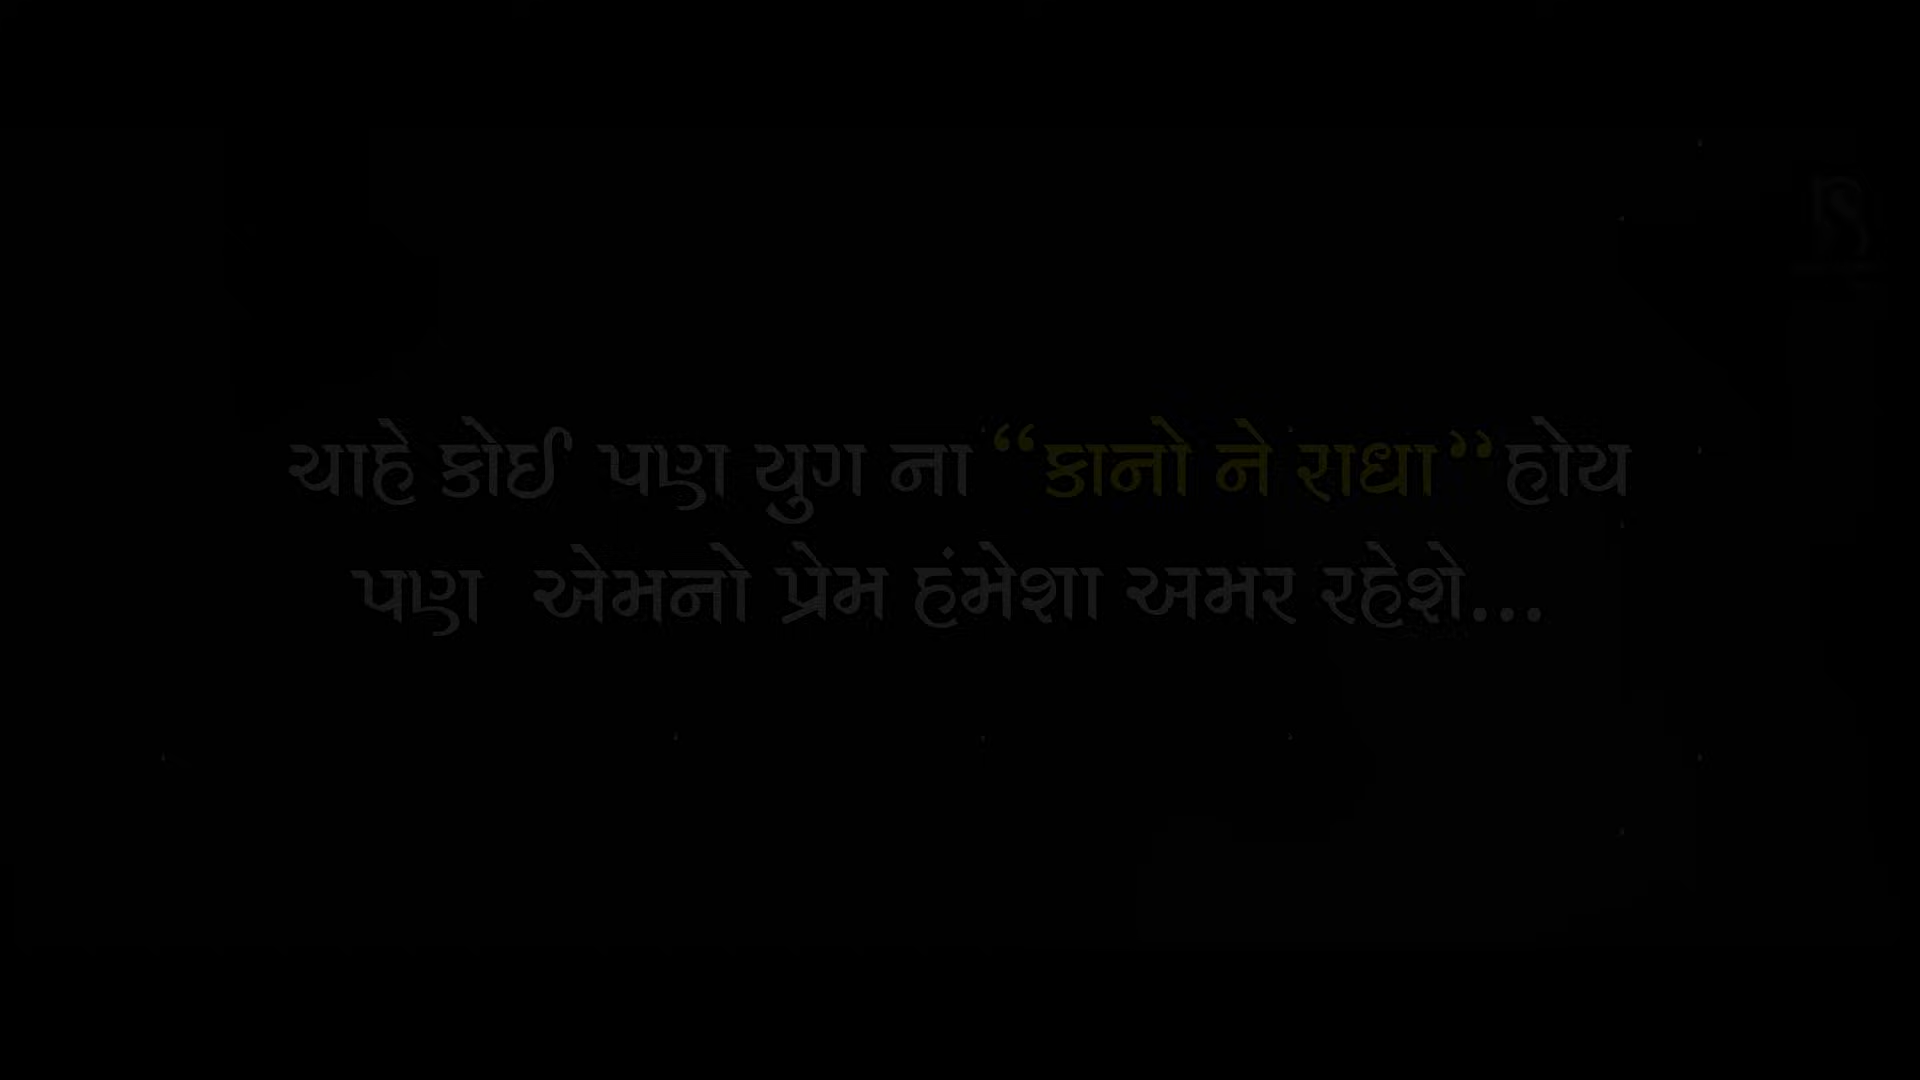 ચાહે કોઈ પણ યુગ ના “કાનો ને રાધા” હોય
પણ એમનો પ્રેમ હંમેશા અમર રહેશે...